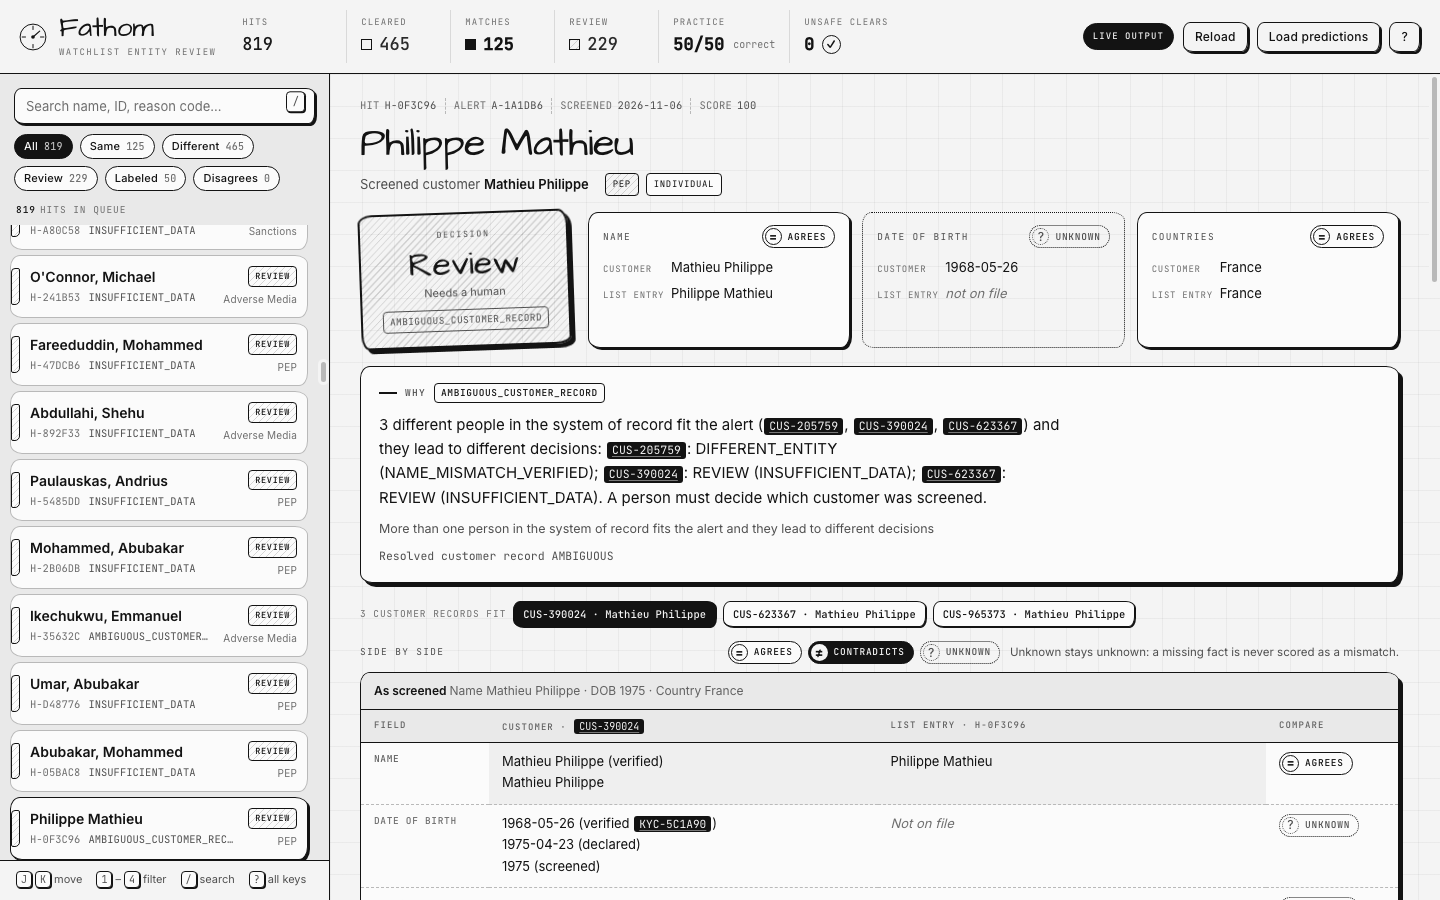 Fathom
WATCHLIST ENTITY REVIEW
HITS
819
CLEARED
465
MATCHES
125
REVIEW
229
PRACTICE
50/50 correct
UNSAFE CLEARS
0
LIVE OUTPUT
Reload
Load predictions
?
Search name, ID, reason code...
/
All 819
Same 125
Different 465
Review 229
Labeled 50
Disagrees 0
819 HITS IN QUEUE
H-A80C58 INSUFFICIENT_DATA Sanctions
O'Connor, Michael REVIEW
H-241B53 INSUFFICIENT_DATA Adverse Media
Fareeduddin, Mohammed REVIEW
H-47DCB6 INSUFFICIENT_DATA PEP
Abdullahi, Shehu REVIEW
H-892F33 INSUFFICIENT_DATA Adverse Media
Paulauskas, Andrius REVIEW
H-5485DD INSUFFICIENT_DATA PEP
Mohammed, Abubakar REVIEW
H-2B06DB INSUFFICIENT_DATA PEP
Ikechukwu, Emmanuel REVIEW
H-35632C AMBIGUOUS_CUSTOMER… Adverse Media
Umar, Abubakar REVIEW
H-D48776 INSUFFICIENT_DATA PEP
Abubakar, Mohammed REVIEW
H-05BAC8 INSUFFICIENT_DATA PEP
Philippe Mathieu REVIEW
H-0F3C96 AMBIGUOUS_CUSTOMER_REC… PEP
J K move 1 – 4 filter / search ? all keys
HIT H-0F3C96 ALERT A-1A1DB6 SCREENED 2026-11-06 SCORE 100
Philippe Mathieu
Screened customer Mathieu Philippe PEP INDIVIDUAL
DECISION
Review
Needs a human
AMBIGUOUS_CUSTOMER_RECORD
NAME = AGREES
CUSTOMER Mathieu Philippe
LIST ENTRY Philippe Mathieu
DATE OF BIRTH ? UNKNOWN
CUSTOMER 1968-05-26
LIST ENTRY not on file
COUNTRIES = AGREES
CUSTOMER France
LIST ENTRY France
WHY AMBIGUOUS_CUSTOMER_RECORD
3 different people in the system of record fit the alert (CUS-205759, CUS-390024, CUS-623367) and
they lead to different decisions: CUS-205759: DIFFERENT_ENTITY
(NAME_MISMATCH_VERIFIED); CUS-390024: REVIEW (INSUFFICIENT_DATA); CUS-623367:
REVIEW (INSUFFICIENT_DATA). A person must decide which customer was screened.
More than one person in the system of record fits the alert and they lead to different decisions
Resolved customer record AMBIGUOUS
3 CUSTOMER RECORDS FIT CUS-390024 · Mathieu Philippe CUS-623367 · Mathieu Philippe CUS-965373 · Mathieu Philippe
SIDE BY SIDE = AGREES ≠ CONTRADICTS ? UNKNOWN Unknown stays unknown: a missing fact is never scored as a mismatch.
As screened Name Mathieu Philippe · DOB 1975 · Country France
FIELD CUSTOMER · CUS-390024 LIST ENTRY · H-0F3C96 COMPARE
NAME Mathieu Philippe (verified) Philippe Mathieu = AGREES
Mathieu Philippe
DATE OF BIRTH 1968-05-26 (verified KYC-5C1A90) Not on file ? UNKNOWN
1975-04-23 (declared)
1975 (screened)